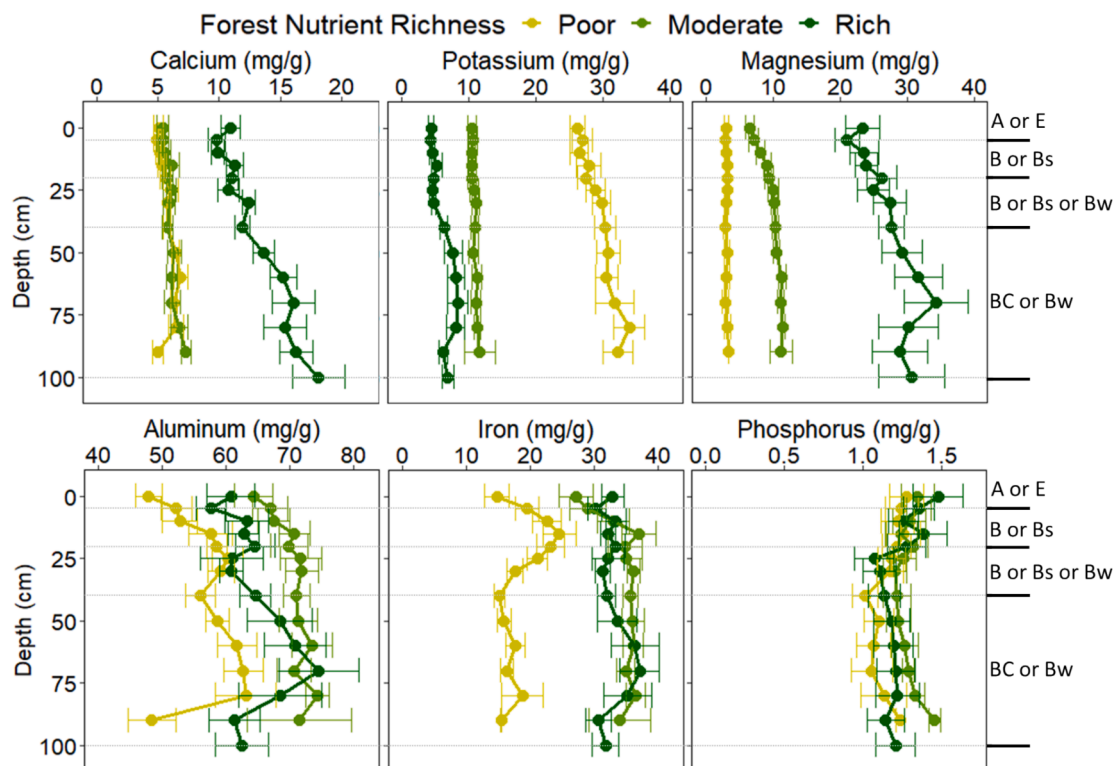 Forest Nutrient Richness Poor Moderate Rich
Calcium (mg/g) Potassium (mg/g) Magnesium (mg/g)
0 5 10 15 20 0 10 20 30 40 0 10 20 30 40
Depth (cm)
0
25
50
75
100
A or E
B or Bs
B or Bs or Bw
BC or Bw
Aluminum (mg/g) Iron (mg/g) Phosphorus (mg/g)
40 50 60 70 80 0 10 20 30 40 0.0 0.5 1.0 1.5
Depth (cm)
0
25
50
75
100
A or E
B or Bs
B or Bs or Bw
BC or Bw